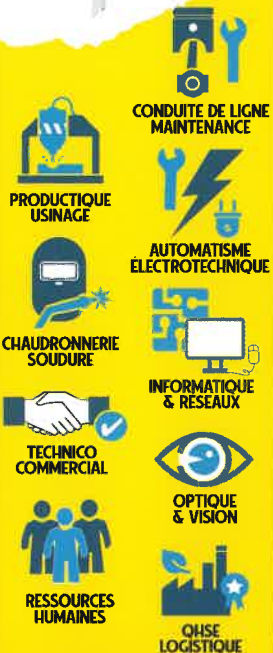 CONDUITE DE LIGNE
MAINTENANCE
PRODUCTIQUE
USINAGE
AUTOMATISME
ÉLECTROTECHNIQUE
CHAUDRONNERIE
SOUDURE
INFORMATIQUE
& RÉSEAUX
TECHNICO
COMMERCIAL
OPTIQUE
& VISION
RESSOURCES
HUMAINES
QHSE
LOGISTIQUE